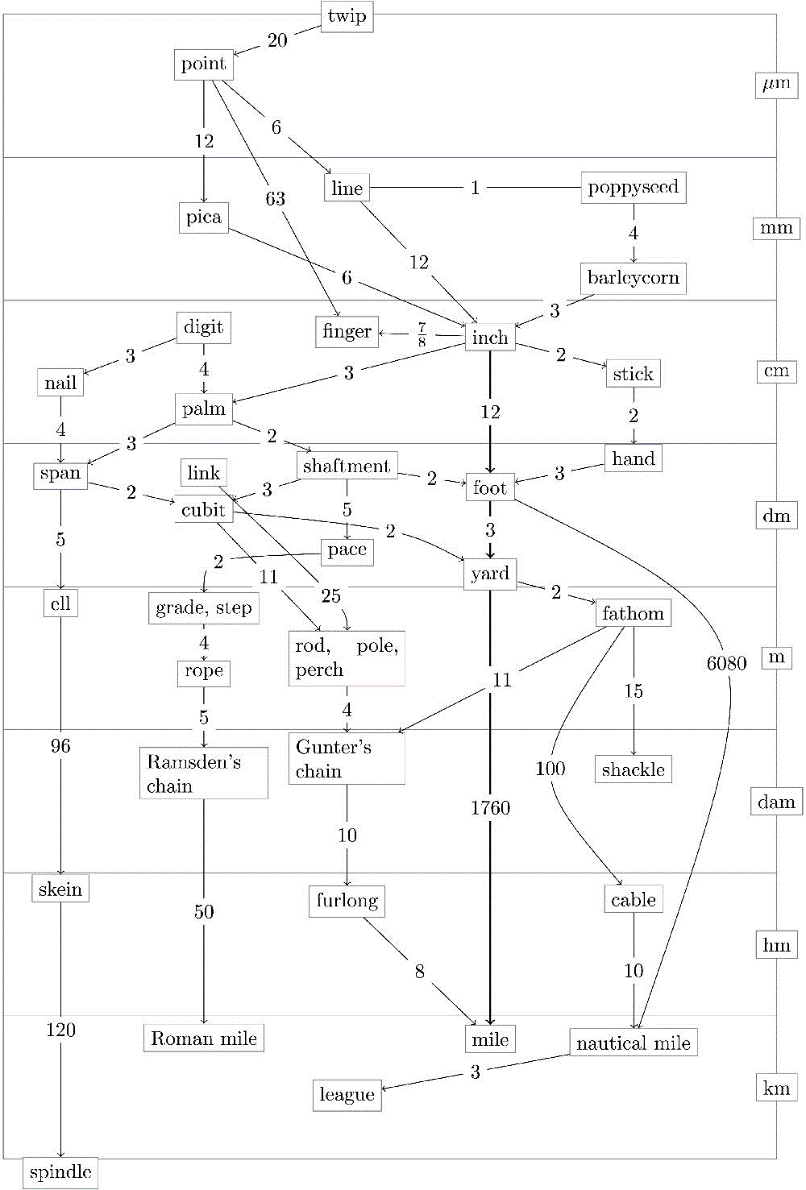 twip
20
point
µm
12
6
63
line
1
poppyseed
pica
mm
4
12
6
barleycorn
3
digit
finger
7/8
inch
3
2
4
3
stick
cm
nail
palm
12
2
4
3
2
hand
span
link
shaftment
2
3
foot
2
3
cubit
5
dm
2
3
5
pace
2
11
yard
2
25
ell
grade, step
fathom
4
rod, pole,
perch
rope
11
6080
m
15
4
5
96
Gunter's
chain
Ramsden's
chain
100
shackle
dam
1760
10
skein
furlong
cable
50
hm
8
10
120
Roman mile
mile
nautical mile
3
league
km
spindle